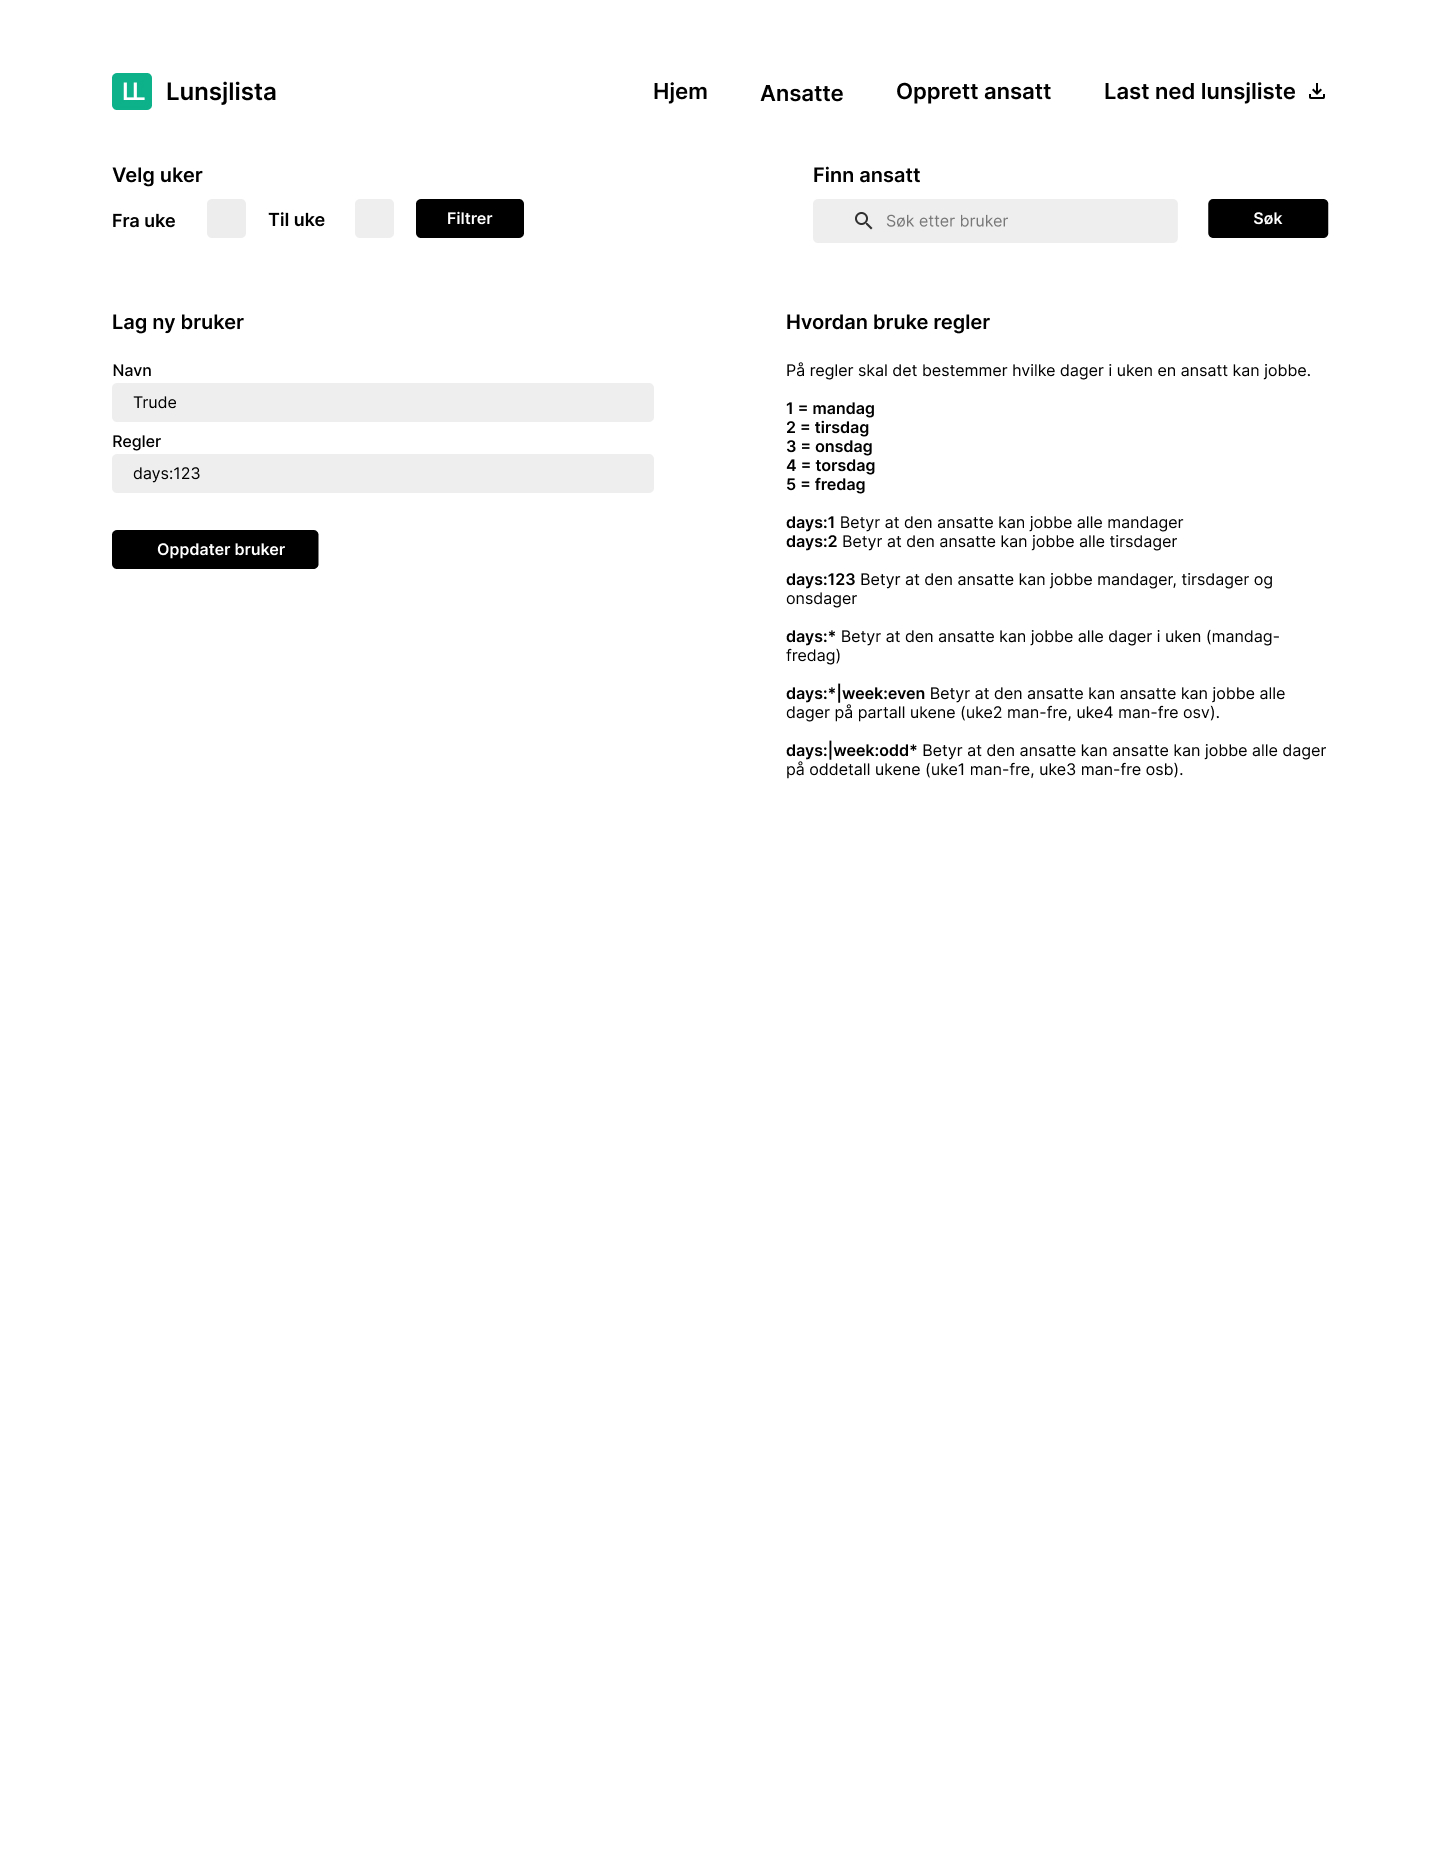 LL Lunsjlista
Hjem
Ansatte
Opprett ansatt
Last ned lunsjliste
Velg uker
Fra uke
Til uke
Filtrer
Finn ansatt
Søk etter bruker
Søk
Lag ny bruker
Navn
Trude
Regler
days:123
Oppdater bruker
Hvordan bruke regler
På regler skal det bestemmer hvilke dager i uken en ansatt kan jobbe.
1 = mandag
2 = tirsdag
3 = onsdag
4 = torsdag
5 = fredag
days:1 Betyr at den ansatte kan jobbe alle mandager
days:2 Betyr at den ansatte kan jobbe alle tirsdager
days:123 Betyr at den ansatte kan jobbe mandager, tirsdager og
onsdager
days:* Betyr at den ansatte kan jobbe alle dager i uken (mandag-
fredag)
days:*|week:even Betyr at den ansatte kan ansatte kan jobbe alle
dager på partall ukene (uke2 man-fre, uke4 man-fre osv).
days:|week:odd* Betyr at den ansatte kan ansatte kan jobbe alle dager
på oddetall ukene (uke1 man-fre, uke3 man-fre osb).